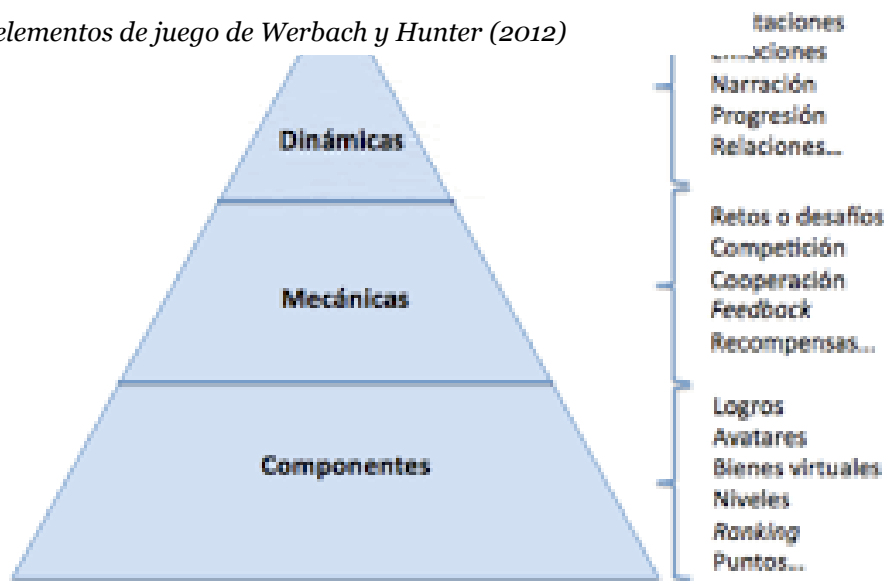 elementos de juego de Werbach y Hunter (2012)
Dinámicas
Narración
Progresión
Relaciones...
Mecánicas
Retos o desafíos
Competición
Cooperación
Feedback
Recompensas...
Componentes
Logros
Avatares
Bienes virtuales
Niveles
Ranking
Puntos...